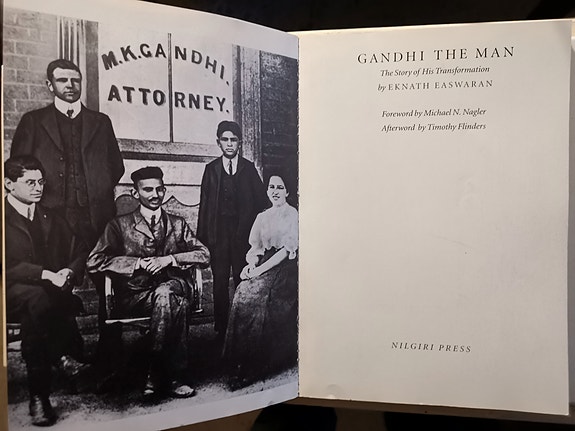 M.K.GANDHI.
ATTORNEY.
GANDHI THE MAN
The Story of His Transformation
by EKNATH EASWARAN
Foreword by Michael N. Nagler
Afterword by Timothy Flinders
NILGIRI PRESS